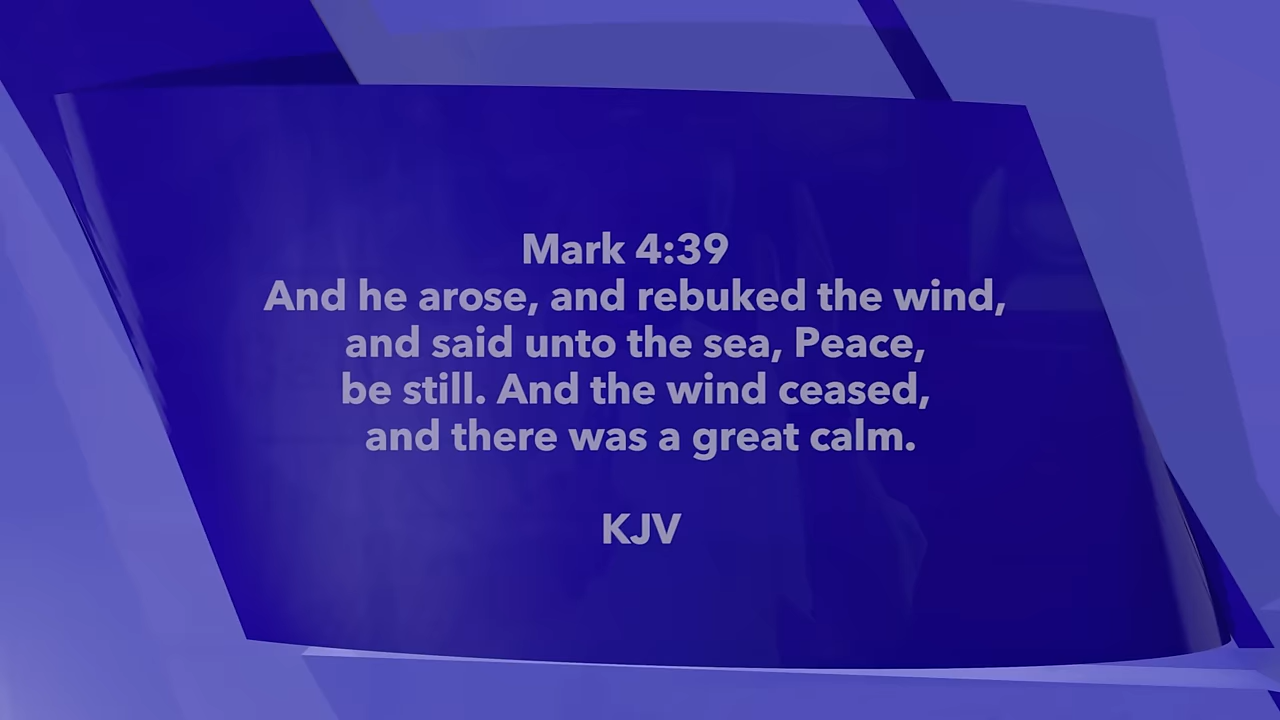 Mark 4:39
And he arose, and rebuked the wind,
and said unto the sea, Peace,
be still. And the wind ceased,
and there was a great calm.
KJV